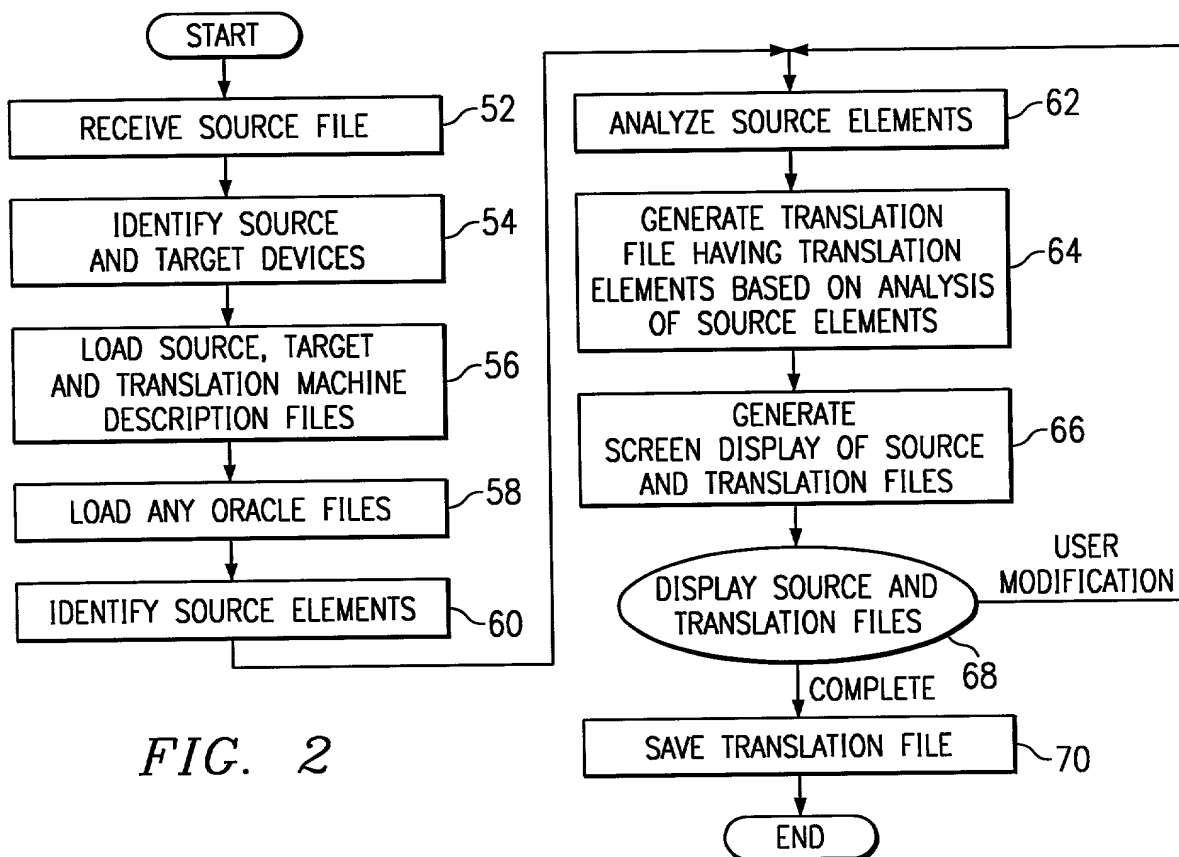 START
RECEIVE SOURCE FILE
52
IDENTIFY SOURCE
AND TARGET DEVICES
54
LOAD SOURCE, TARGET
AND TRANSLATION MACHINE
DESCRIPTION FILES
56
LOAD ANY ORACLE FILES
58
IDENTIFY SOURCE ELEMENTS
60
ANALYZE SOURCE ELEMENTS
62
GENERATE TRANSLATION
FILE HAVING TRANSLATION
ELEMENTS BASED ON ANALYSIS
OF SOURCE ELEMENTS
64
GENERATE
SCREEN DISPLAY OF SOURCE
AND TRANSLATION FILES
66
DISPLAY SOURCE AND
TRANSLATION FILES
68
USER
MODIFICATION
COMPLETE
SAVE TRANSLATION FILE
70
END
FIG. 2